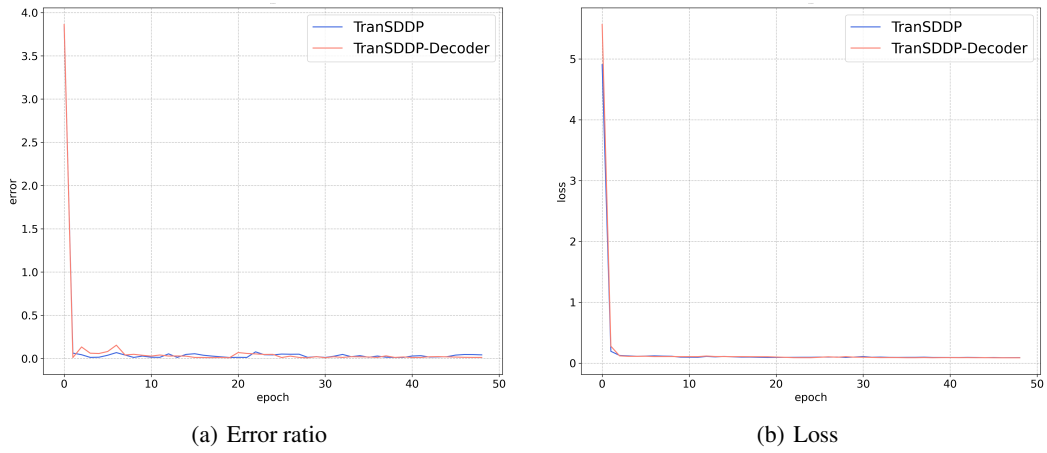 TranSDDP
TranSDDP-Decoder
4.0
3.5
3.0
2.5
2.0
1.5
1.0
0.5
0.0
error
0 10 20 30 40 50
epoch
(a) Error ratio
TranSDDP
TranSDDP-Decoder
5
4
3
2
1
0
loss
0 10 20 30 40 50
epoch
(b) Loss